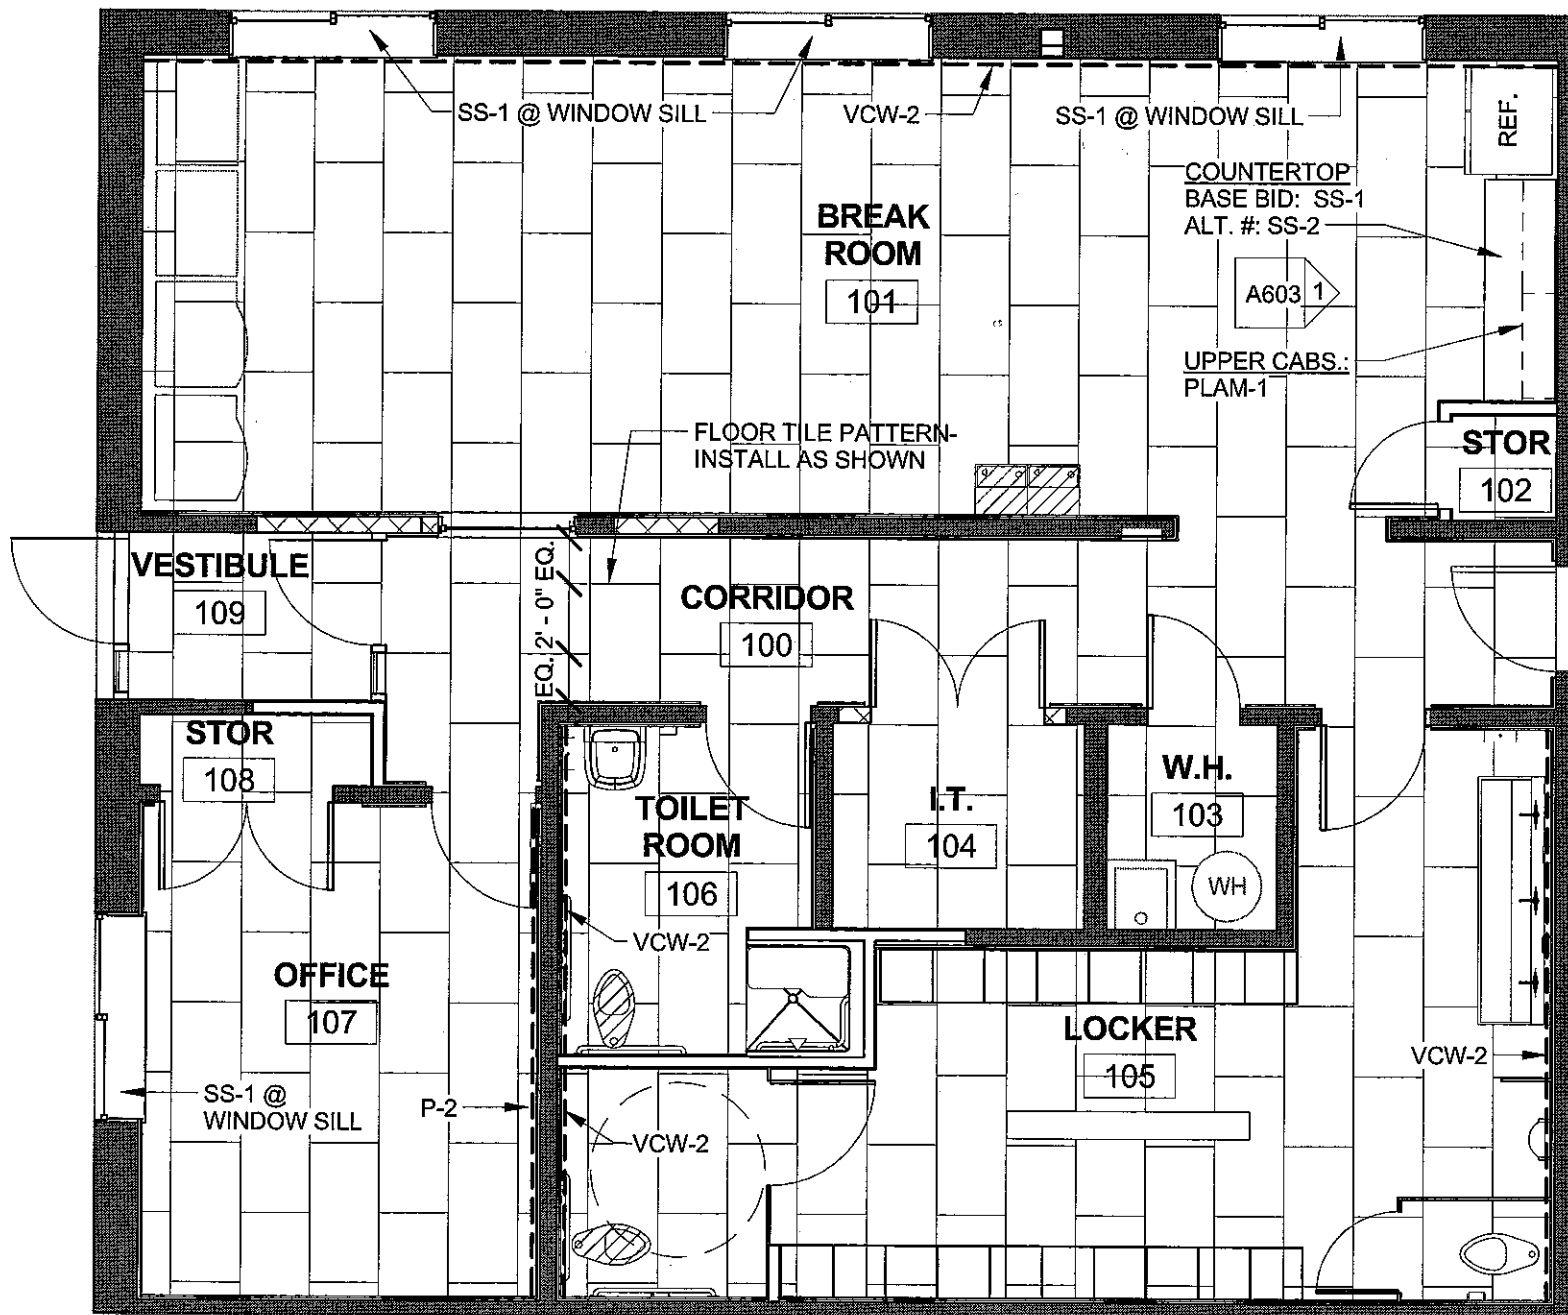 SS-1 @ WINDOW SILL
VCW-2
SS-1 @ WINDOW SILL
REF.
COUNTERTOP
BASE BID: SS-1
ALT. #: SS-2
BREAK
ROOM
101
A603 1
UPPER CABS.:
PLAM-1
FLOOR TILE PATTERN-
INSTALL AS SHOWN
STOR
102
VESTIBULE
109
EQ. 2' - 0" EQ.
CORRIDOR
100
STOR
108
TOILET
ROOM
106
I.T.
104
W.H.
103
WH
VCW-2
OFFICE
107
LOCKER
105
VCW-2
SS-1 @
WINDOW SILL
P-2
VCW-2